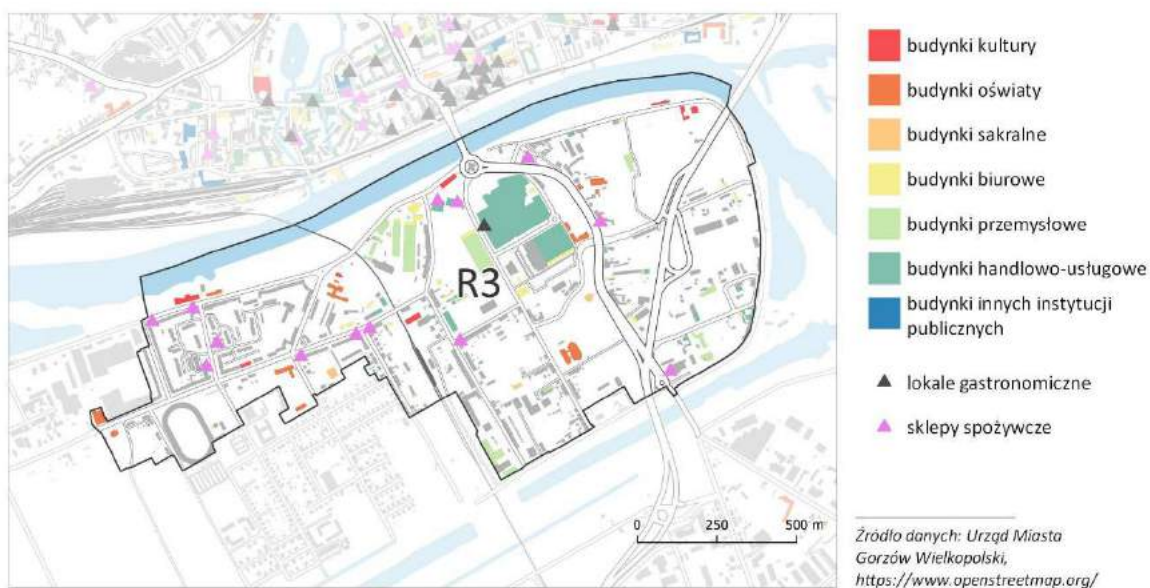 R3
0 250 500 m
budynki kultury
budynki oświaty
budynki sakralne
budynki biurowe
budynki przemysłowe
budynki handlowo-usługowe
budynki innych instytucji
publicznych
lokale gastronomiczne
sklepy spożywcze
Źródło danych: Urząd Miasta
Gorzów Wielkopolski,
https://www.openstreetmap.org/